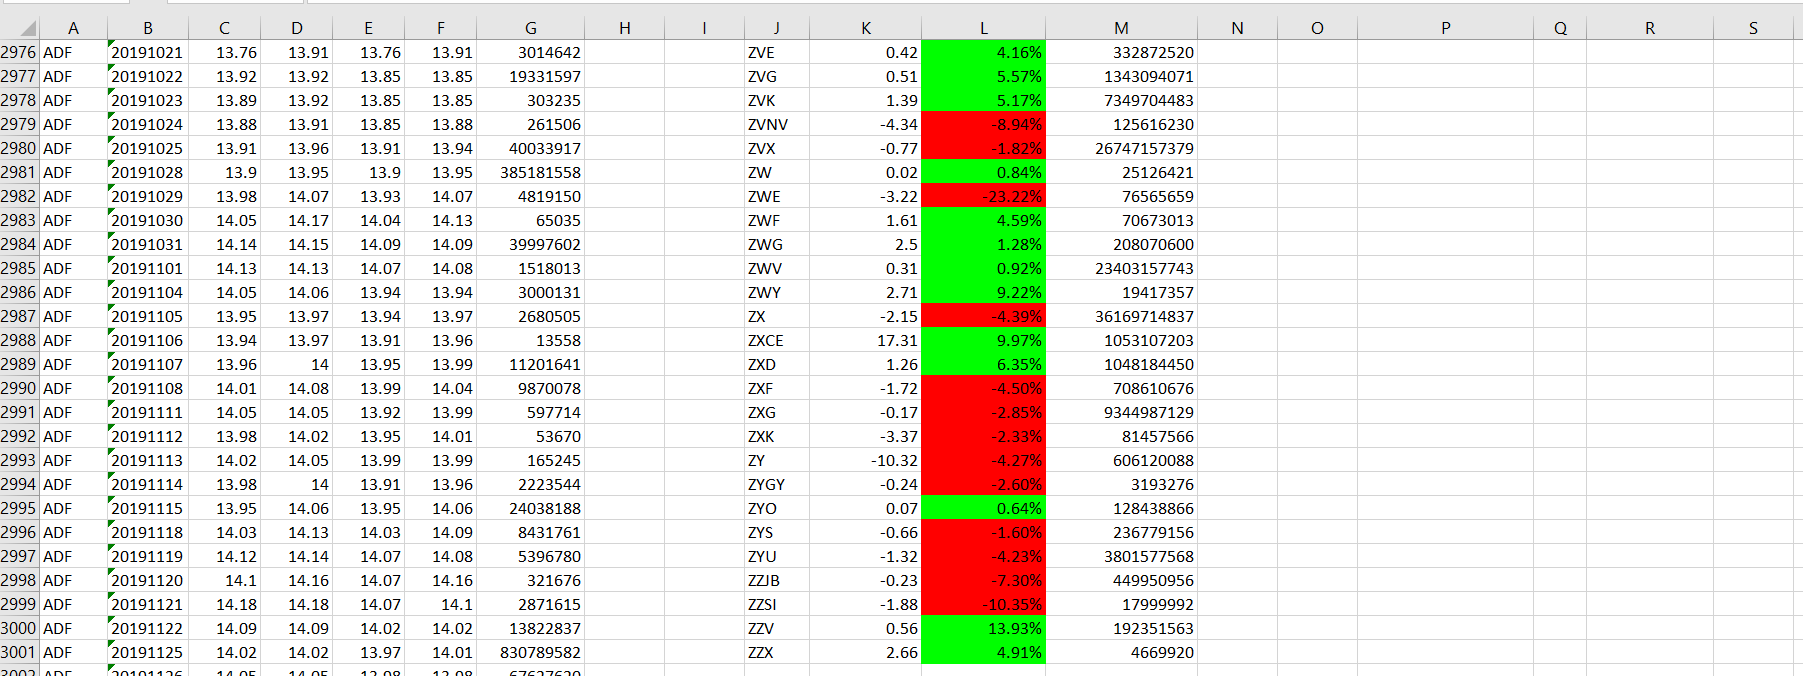 A B C D E F G H I J K L M N O P Q R S
2976 ADF 20191021 13.76 13.91 13.76 13.91 3014642 ZVE 0.42 4.16% 332872520
2977 ADF 20191022 13.92 13.92 13.85 13.85 19331597 ZVG 0.51 5.57% 1343094071
2978 ADF 20191023 13.89 13.92 13.85 13.85 303235 ZVK 1.39 5.17% 7349704483
2979 ADF 20191024 13.88 13.91 13.85 13.88 261506 ZVNV -4.34 -8.94% 125616230
2980 ADF 20191025 13.91 13.96 13.91 13.94 40033917 ZVX -0.77 -1.82% 26747157379
2981 ADF 20191028 13.9 13.95 13.9 13.95 385181558 ZW 0.02 0.84% 25126421
2982 ADF 20191029 13.98 14.07 13.93 14.07 4819150 ZWE -3.22 -23.22% 76565659
2983 ADF 20191030 14.05 14.17 14.04 14.13 65035 ZWF 1.61 4.59% 70673013
2984 ADF 20191031 14.14 14.15 14.09 14.09 39997602 ZWG 2.5 1.28% 208070600
2985 ADF 20191101 14.13 14.13 14.07 14.08 1518013 ZWV 0.31 0.92% 23403157743
2986 ADF 20191104 14.05 14.06 13.94 13.94 3000131 ZWY 2.71 9.22% 19417357
2987 ADF 20191105 13.95 13.97 13.94 13.97 2680505 ZX -2.15 -4.39% 36169714837
2988 ADF 20191106 13.94 13.97 13.91 13.96 13558 ZXCE 17.31 9.97% 1053107203
2989 ADF 20191107 13.96 14 13.95 13.99 11201641 ZXD 1.26 6.35% 1048184450
2990 ADF 20191108 14.01 14.08 13.99 14.04 9870078 ZXF -1.72 -4.50% 708610676
2991 ADF 20191111 14.05 14.05 13.92 13.99 597714 ZXG -0.17 -2.85% 9344987129
2992 ADF 20191112 13.98 14.02 13.95 14.01 53670 ZXK -3.37 -2.33% 81457566
2993 ADF 20191113 14.02 14.05 13.99 13.99 165245 ZY -10.32 -4.27% 606120088
2994 ADF 20191114 13.98 14 13.91 13.96 2223544 ZYGY -0.24 -2.60% 3193276
2995 ADF 20191115 13.95 14.06 13.95 14.06 24038188 ZYO 0.07 0.64% 128438866
2996 ADF 20191118 14.03 14.13 14.03 14.09 8431761 ZYS -0.66 -1.60% 236779156
2997 ADF 20191119 14.12 14.14 14.07 14.08 5396780 ZYU -1.32 -4.23% 3801577568
2998 ADF 20191120 14.1 14.16 14.07 14.16 321676 ZZJB -0.23 -7.30% 449950956
2999 ADF 20191121 14.18 14.18 14.07 14.1 2871615 ZZSI -1.88 -10.35% 17999992
3000 ADF 20191122 14.09 14.09 14.02 14.02 13822837 ZZV 0.56 13.93% 192351563
3001 ADF 20191125 14.02 14.02 13.97 14.01 830789582 ZZX 2.66 4.91% 4669920